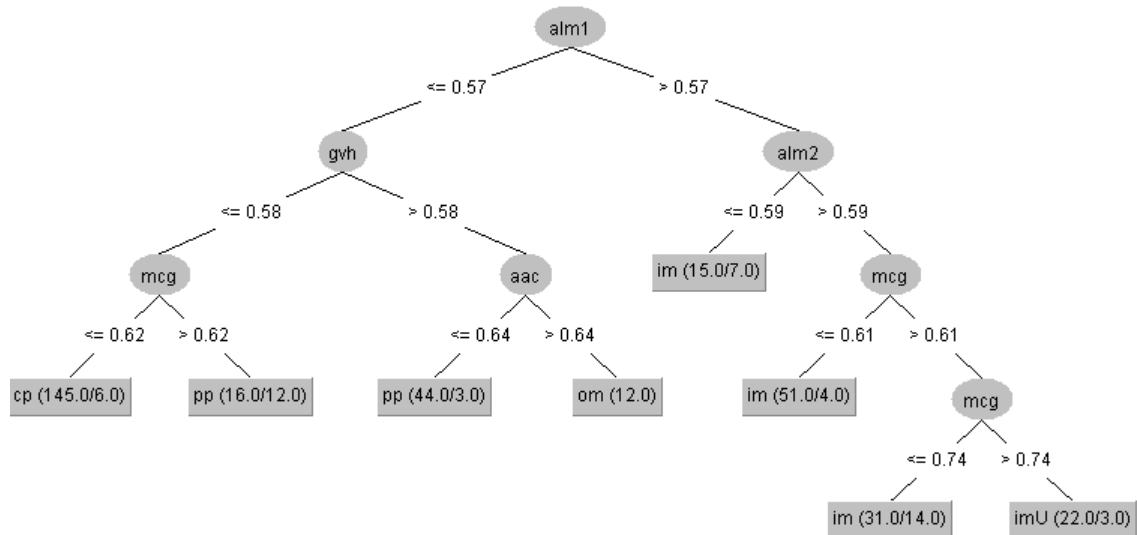 alm1
<= 0.57 > 0.57
gvh alm2
<= 0.58 > 0.58 <= 0.59 > 0.59
mcg aac im (15.0/7.0) mcg
<= 0.62 > 0.62 <= 0.64 > 0.64 <= 0.61 > 0.61
cp (145.0/6.0) pp (16.0/12.0) pp (44.0/3.0) om (12.0) im (51.0/4.0) mcg
<= 0.74 > 0.74
im (31.0/14.0) imU (22.0/3.0)